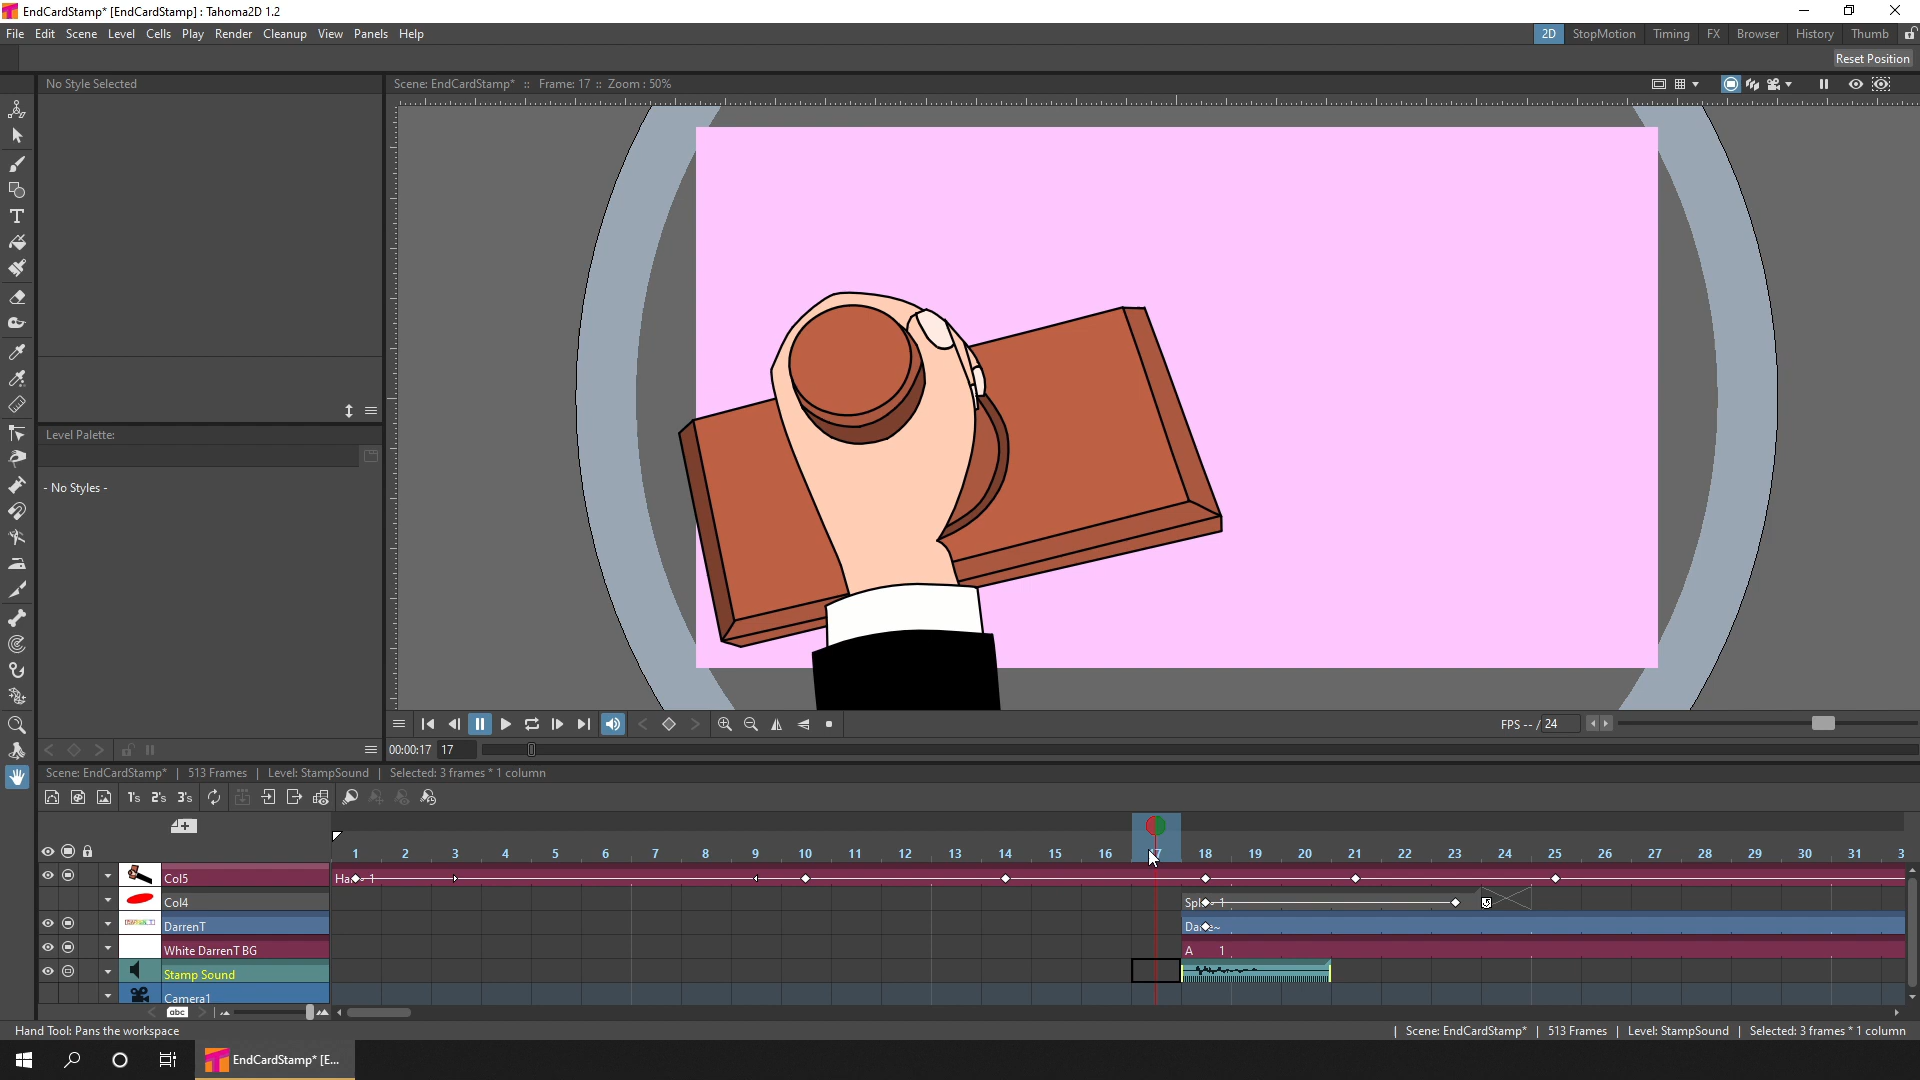 EndCardStamp* [EndCardStamp] : Tahoma2D 1.2
File Edit Scene Level Cells Play Render Cleanup View Panels Help
2D StopMotion Timing FX Browser History Thumb
Reset Position
No Style Selected
Scene: EndCardStamp* :: Frame: 17 :: Zoom : 50%
Level Palette:
- No Styles -
FPS -- / 24
00:00:17 17
Scene: EndCardStamp* | 513 Frames | Level: StampSound | Selected: 3 frames * 1 column
1's 2's 3's
1 2 3 4 5 6 7 8 9 10 11 12 13 14 15 16 17 18 19 20 21 22 23 24 25 26 27 28 29 30 31 3
Col5
Col4
DarrenT
White DarrenT BG
A 1
Stamp Sound
Camera1
abc
Hand Tool: Pans the workspace
| Scene: EndCardStamp* | 513 Frames | Level: StampSound | Selected: 3 frames * 1 column
EndCardStamp* [E...